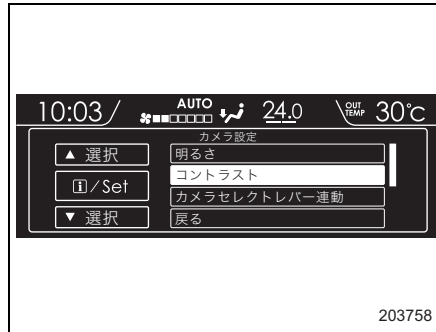 10:03
AUTO
24.0
OUT TEMP
30℃
カメラ設定
▲ 選択
明るさ
i/Set
コントラスト
カメラセレクトレバー連動
▼ 選択
戻る
203758